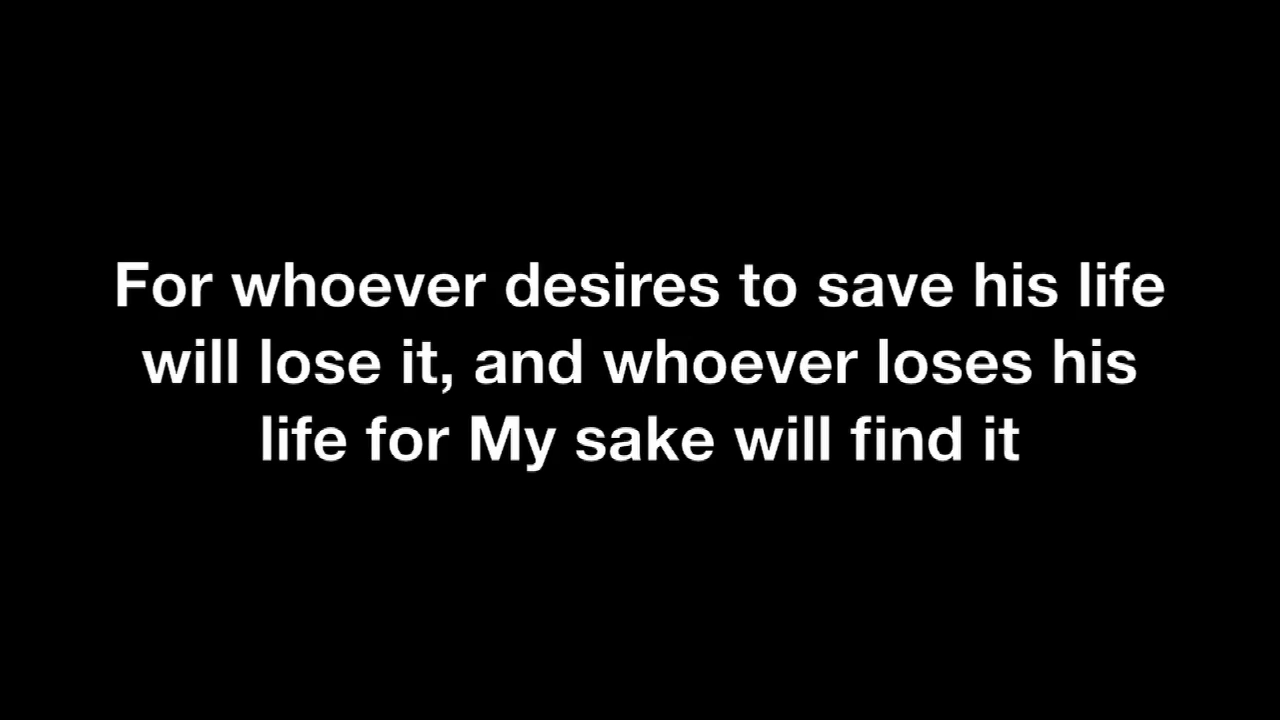 For whoever desires to save his life
will lose it, and whoever loses his
life for My sake will find it